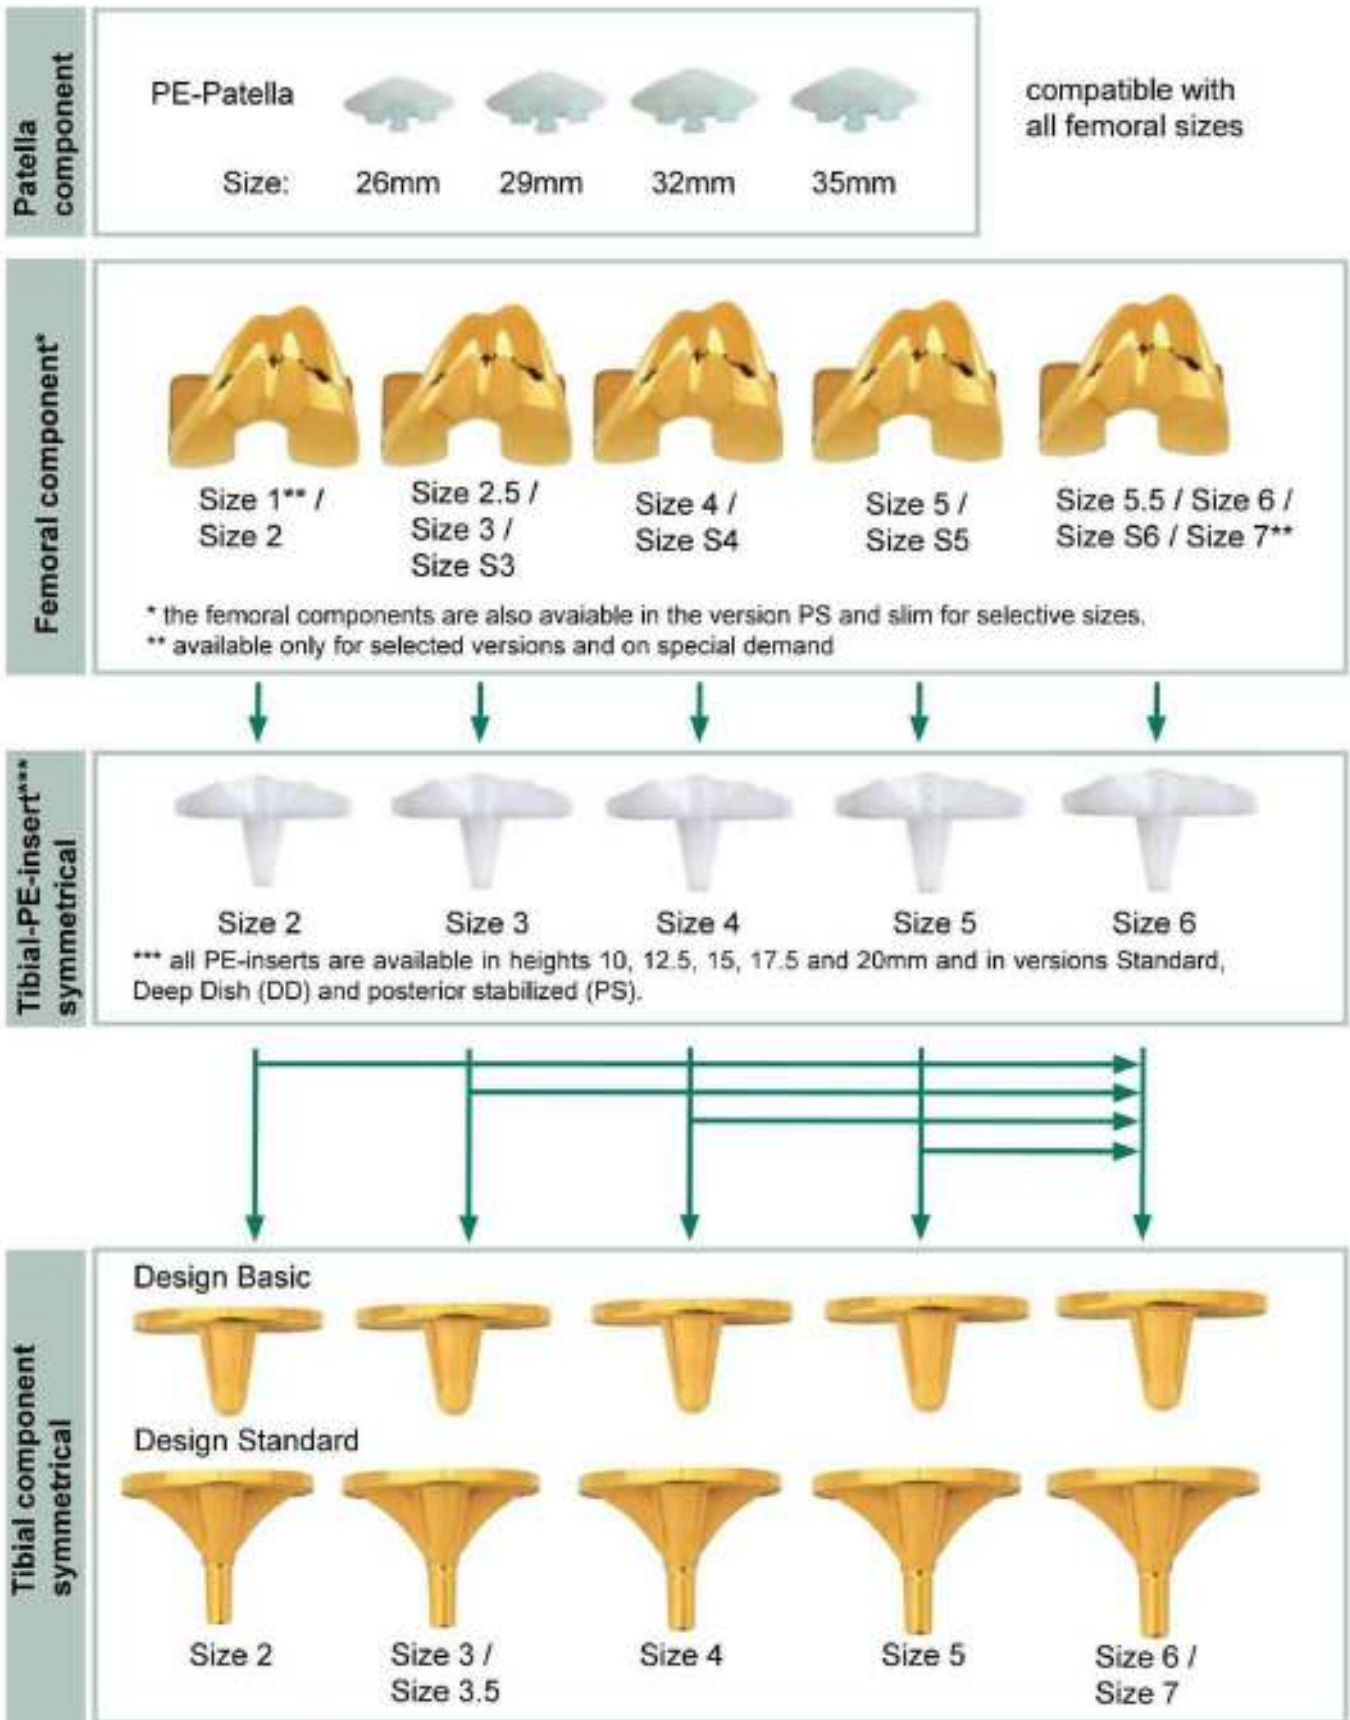 Patella
component
PE-Patella
compatible with
all femoral sizes
Size: 26mm 29mm 32mm 35mm
Femoral component*
Size 1** /
Size 2
Size 2.5 /
Size 3 /
Size S3
Size 4 /
Size S4
Size 5 /
Size S5
Size 5.5 / Size 6 /
Size S6 / Size 7**
* the femoral components are also avaiable in the version PS and slim for selective sizes.
** available only for selected versions and on special demand
Tibial-PE-insert***
symmetrical
Size 2 Size 3 Size 4 Size 5 Size 6
*** all PE-inserts are available in heights 10, 12.5, 15, 17.5 and 20mm and in versions Standard,
Deep Dish (DD) and posterior stabilized (PS).
Tibial component
symmetrical
Design Basic
Design Standard
Size 2
Size 3 /
Size 3.5
Size 4
Size 5
Size 6 /
Size 7